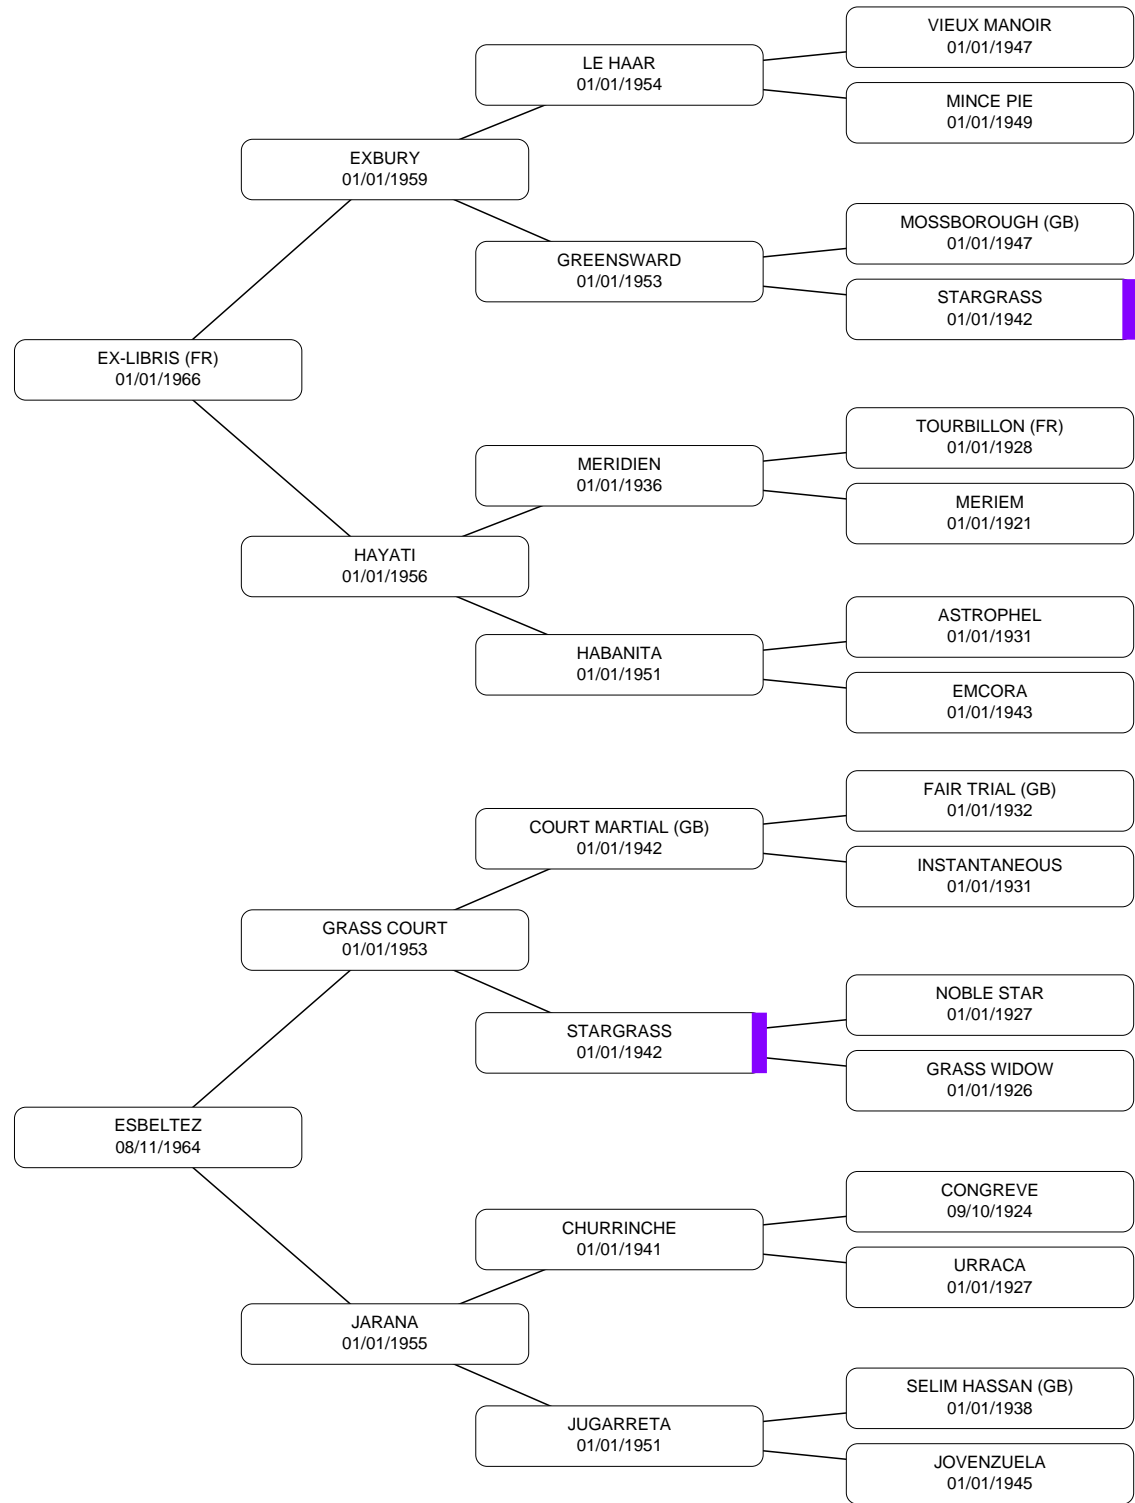 VIEUX MANOIR
01/01/1947
LE HAAR
01/01/1954
MINCE PIE
01/01/1949
EXBURY
01/01/1959
MOSSBOROUGH (GB)
01/01/1947
GREENSWARD
01/01/1953
STARGRASS
01/01/1942
EX-LIBRIS (FR)
01/01/1966
TOURBILLON (FR)
01/01/1928
MERIDIEN
01/01/1936
MERIEM
01/01/1921
HAYATI
01/01/1956
ASTROPHEL
01/01/1931
HABANITA
01/01/1951
EMCORA
01/01/1943
FAIR TRIAL (GB)
01/01/1932
COURT MARTIAL (GB)
01/01/1942
INSTANTANEOUS
01/01/1931
GRASS COURT
01/01/1953
NOBLE STAR
01/01/1927
STARGRASS
01/01/1942
GRASS WIDOW
01/01/1926
ESBELTEZ
08/11/1964
CONGREVE
09/10/1924
CHURRINCHE
01/01/1941
URRACA
01/01/1927
JARANA
01/01/1955
SELIM HASSAN (GB)
01/01/1938
JUGARRETA
01/01/1951
JOVENZUELA
01/01/1945